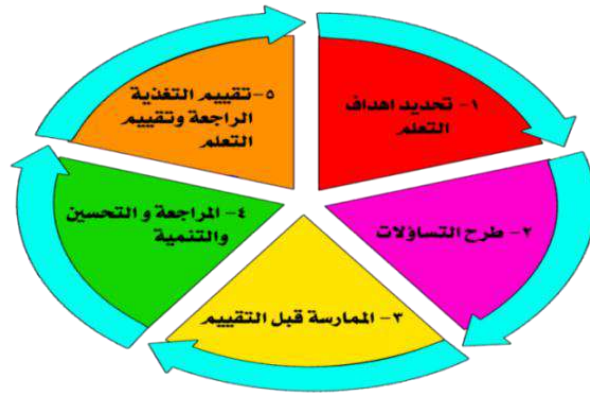 ١- تحديد اهداف
التعلم
٢- طرح التساؤلات
٣- الممارسة قبل التقييم
٤- المراجعة و التحسين
والتنمية
٥- تقييم التغذية
الراجعة وتقييم
التعلم